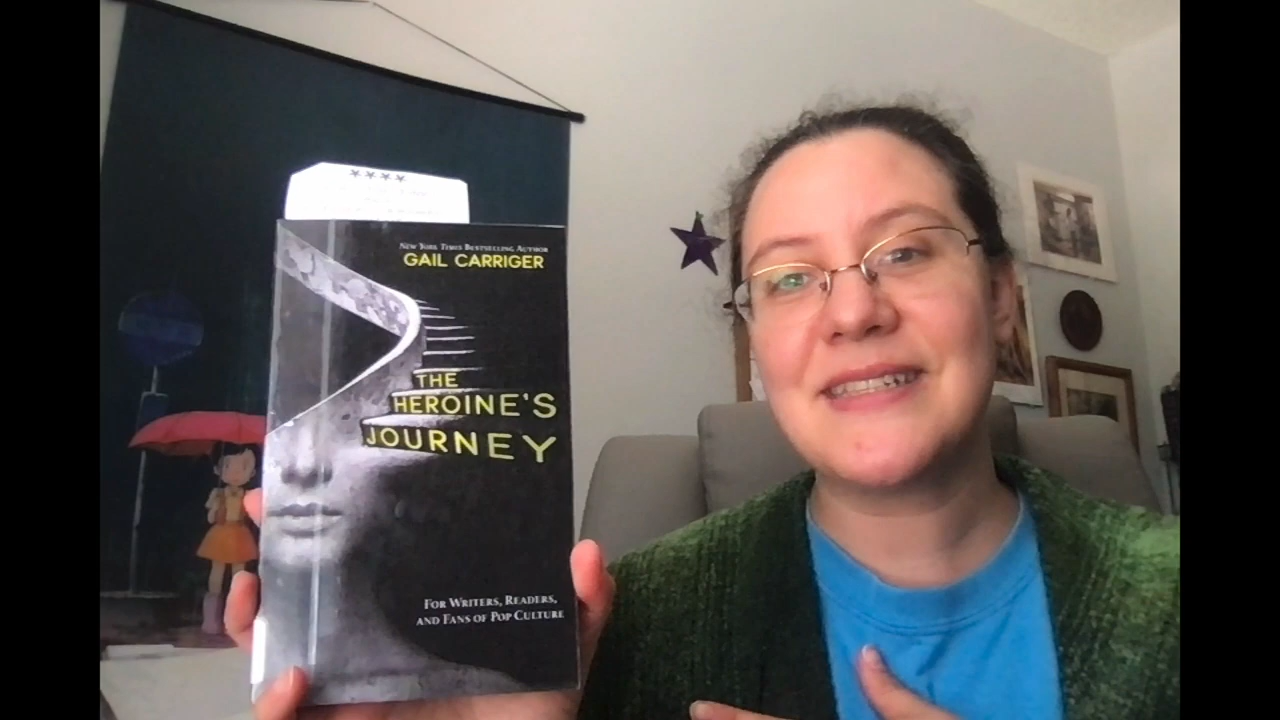 ****
NEW YORK TIMES BESTSELLING AUTHOR
GAIL CARRIGER
THE
HEROINE'S
JOURNEY
FOR WRITERS, READERS,
AND FANS OF POP CULTURE